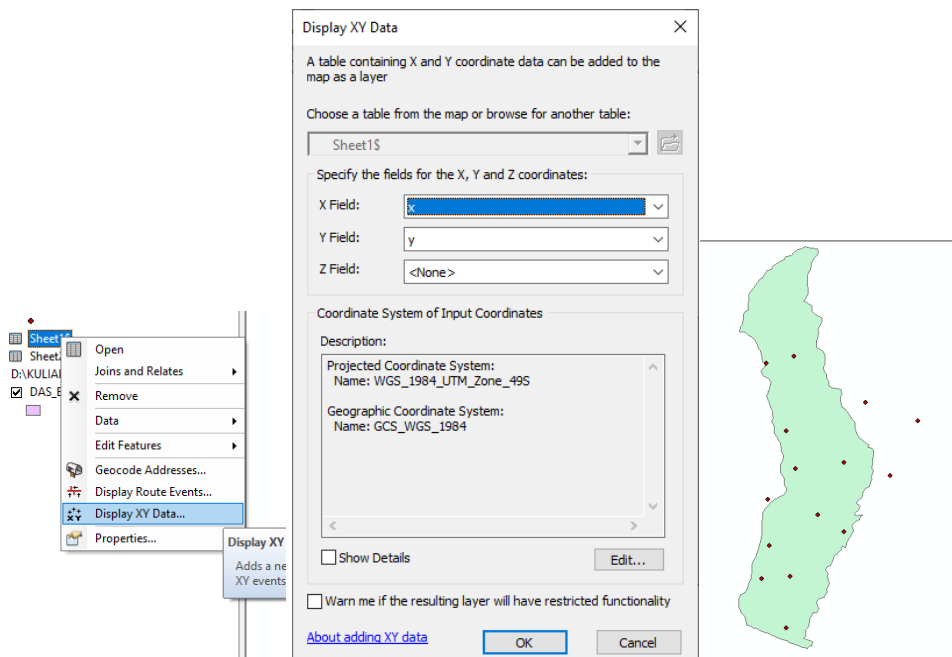 Sheet1$
Sheet
D:\KULIA
DAS_E
Open
Joins and Relates
Remove
Data
Edit Features
Geocode Addresses...
Display Route Events...
Display XY Data...
Properties...
Display XY
Adds a ne
XY events
Display XY Data
A table containing X and Y coordinate data can be added to the
map as a layer
Choose a table from the map or browse for another table:
Sheet1$
Specify the fields for the X, Y and Z coordinates:
X Field:
x
Y Field:
y
Z Field:
<None>
Coordinate System of Input Coordinates
Description:
Projected Coordinate System:
Name: WGS_1984_UTM_Zone_49S
Geographic Coordinate System:
Name: GCS_WGS_1984
Show Details
Edit...
Warn me if the resulting layer will have restricted functionality
About adding XY data
OK
Cancel